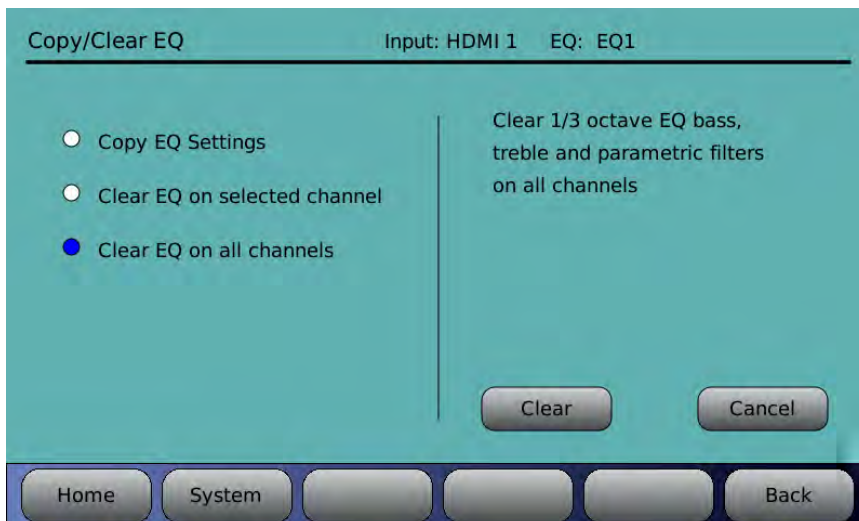 Copy/Clear EQ Input: HDMI 1 EQ: EQ1
Copy EQ Settings
Clear EQ on selected channel
Clear EQ on all channels
Clear 1/3 octave EQ bass,
treble and parametric filters
on all channels
Clear Cancel
Home System Back